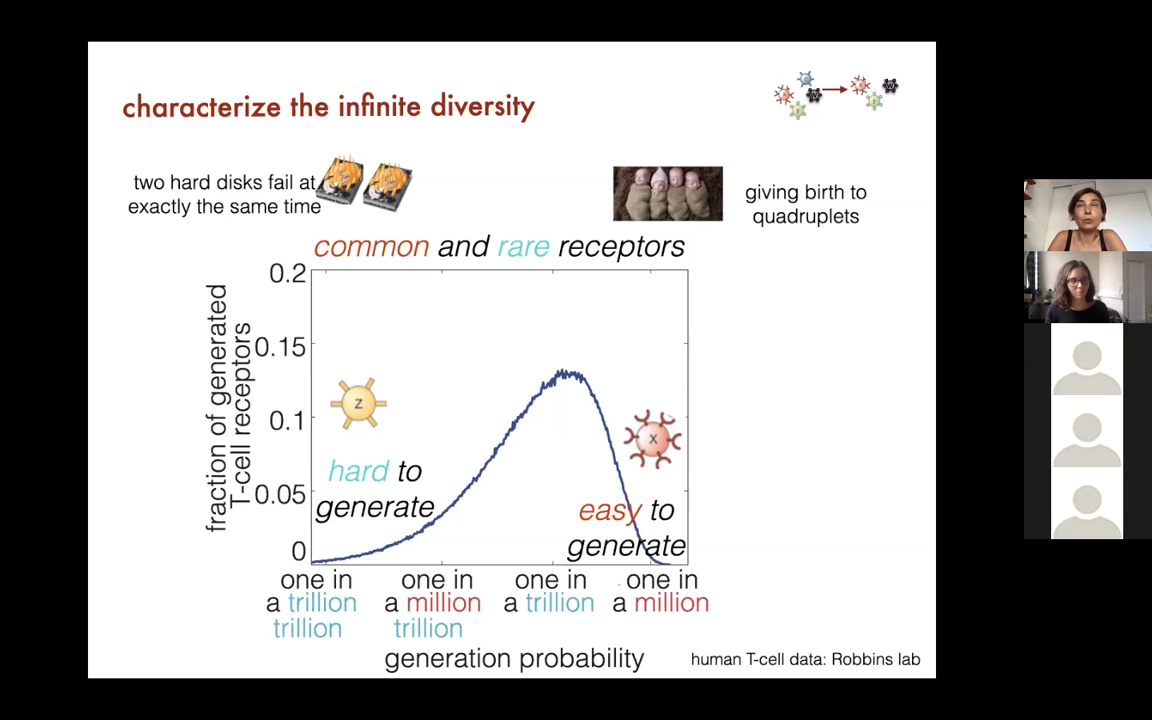 characterize the infinite diversity
two hard disks fail at
exactly the same time
giving birth to
quadruplets
common and rare receptors
fraction of generated
T-cell receptors
0.2
0.15
0.1
0.05
0
Z
X
hard to
generate
easy to
generate
one in
a trillion
trillion
one in
a million
trillion
one in
a trillion
one in
a million
generation probability
human T-cell data: Robbins lab